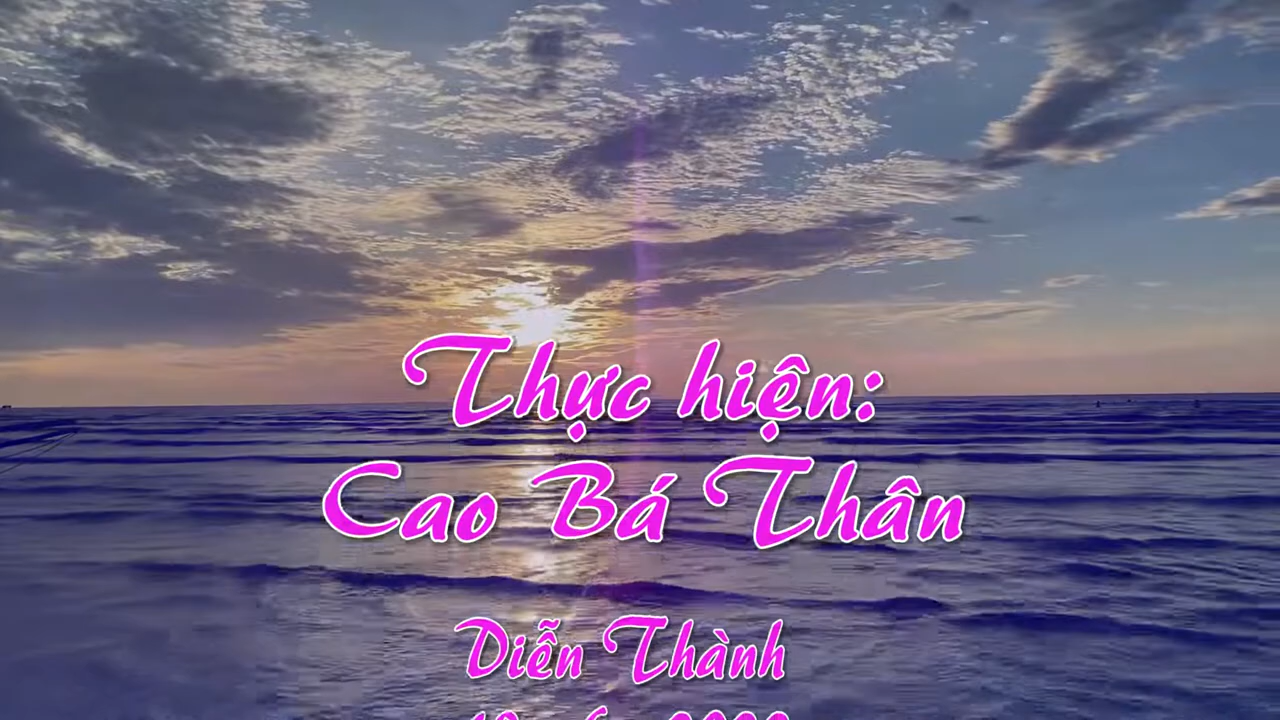 Thực hiện:
Cao Bá Thân
Diễn Thành